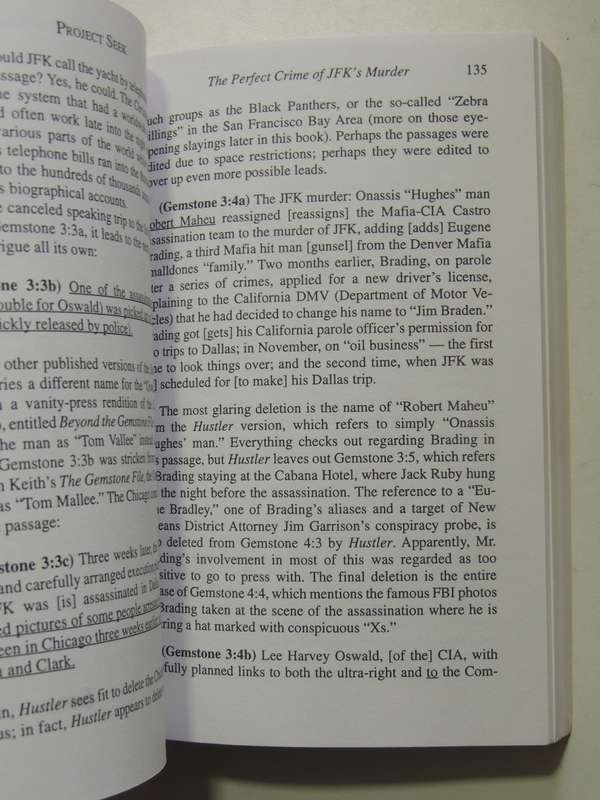 PROJECT SEEK
ould JFK call the yacht by
ssage? Yes, he could. The
ne system that had a
d often work late into the
various parts of the world
s telephone bills ran into the
to the hundreds of thousands
s biographical accounts.
e canceled speaking trip to the
Gemstone 3:3a, it leads to the
rigue all its own:
ne 3:3b) One of the
ouble for Oswald) was picked
ickly released by police).
other published versions of the
ries a different name for the
n a vanity-press rendition of the
, entitled Beyond the Gemstone
he man as "Tom Vallee"
Gemstone 3:3b was stricken
n Keith's The Gemstone File,
as "Tom Mallee." The Chicago
passage:
stone 3:3c) Three weeks later,
and carefully arranged execution
FK was [is] assassinated in
ed pictures of some people
een in Chicago three weeks
n and Clark.
n, Hustler sees fit to delete the
us; in fact, Hustler appears to
The Perfect Crime of JFK's Murder 135
uch groups as the Black Panthers, or the so-called "Zebra
illings" in the San Francisco Bay Area (more on those eye-
pening slayings later in this book). Perhaps the passages were
dited due to space restrictions; perhaps they were edited to
over up even more possible leads.
(Gemstone 3:4a) The JFK murder: Onassis "Hughes" man
obert Maheu reassigned [reassigns] the Mafia-CIA Castro
ssassination team to the murder of JFK, adding [adds] Eugene
rading, a third Mafia hit man [gunsel] from the Denver Mafia
malldones "family." Two months earlier, Brading, on parole
ter a series of crimes, applied for a new driver's license,
plaining to the California DMV (Department of Motor Ve-
cles) that he had decided to change his name to "Jim Braden."
ading got [gets] his California parole officer's permission for
o trips to Dallas; in November, on "oil business" — the first
e to look things over; and the second time, when JFK was
] scheduled for [to make] his Dallas trip.
The most glaring deletion is the name of "Robert Maheu"
m the Hustler version, which refers to simply "Onassis
ughes' man." Everything checks out regarding Brading in
s passage, but Hustler leaves out Gemstone 3:5, which refers
Brading staying at the Cabana Hotel, where Jack Ruby hung
the night before the assassination. The reference to a "Eu-
e Bradley," one of Brading's aliases and a target of New
eans District Attorney Jim Garrison's conspiracy probe, is
o deleted from Gemstone 4:3 by Hustler. Apparently, Mr.
ding's involvement in most of this was regarded as too
sitive to go to press with. The final deletion is the entire
ase of Gemstone 4:4, which mentions the famous FBI photos
Brading taken at the scene of the assassination where he is
ring a hat marked with conspicuous "Xs."
(Gemstone 3:4b) Lee Harvey Oswald, [of the] CIA, with
fully planned links to both the ultra-right and to the Com-